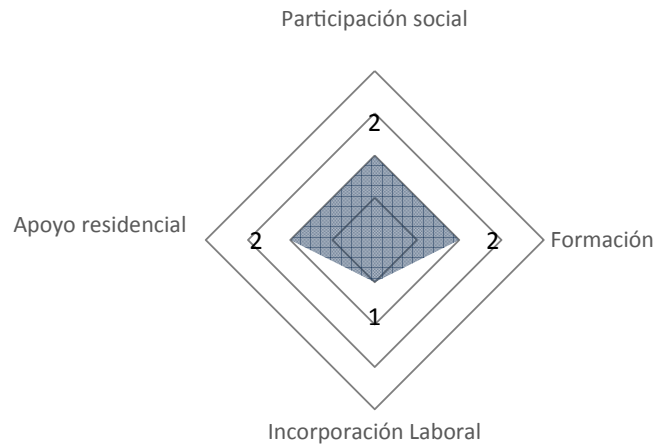 Participación social
2
Apoyo residencial
2
2
Formación
1
Incorporación Laboral